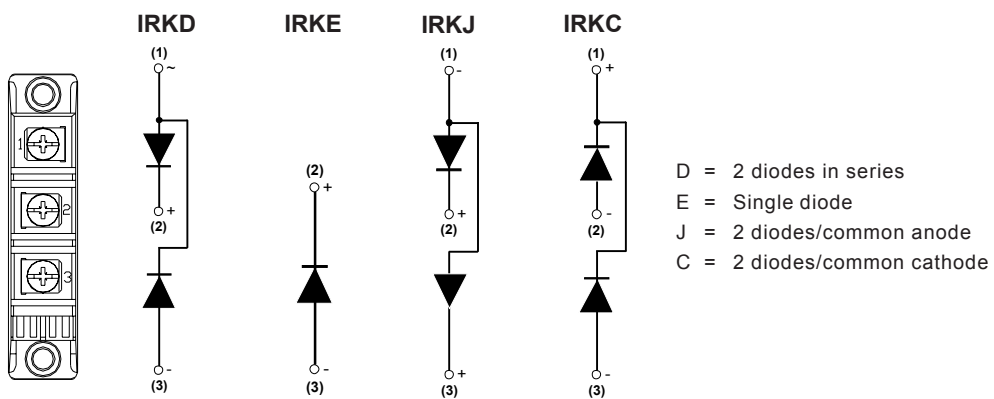 IRKD IRKE IRKJ IRKC
(1) (1) (1)
~ - +
1
(2)
+
2
+ + -
(2) (2) (2)
3
- - + -
(3) (3) (3) (3)
D = 2 diodes in series
E = Single diode
J = 2 diodes/common anode
C = 2 diodes/common cathode